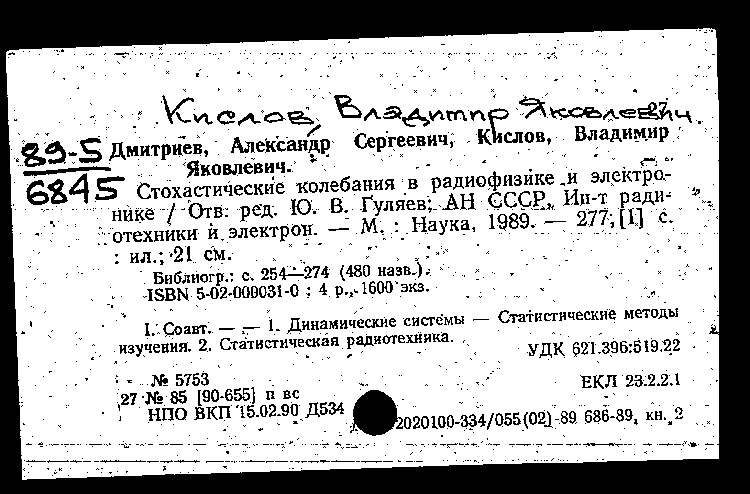 Кислов, Владимир Яковлевич.
27
89-5
6845
Дмитриев, Александр Сергеевич, Кислов, Владимир
Яковлевич.
Стохастические колебания в радиофизике и электро-
нике / Отв. ред. Ю. В. Гуляев; АН СССР, Ин-т ради-
отехники и электрон. — М. : Наука, 1989. — 277,[1] с.
: ил.; 21 см.
Библиогр.: с. 254—274 (480 назв.).
ISBN 5-02-000031-0 : 4 р., 1600 экз.
I. Соавт. — — 1. Динамические системы — Статистические методы
изучения. 2. Статистическая радиотехника.
УДК 621.396:519.22
№ 5753
ЕКЛ 23.2.2.1
27 № 85 [90-655] п вс
НПО ВКП 15.02.90 Д534
2020100-334/055(02)-89 686-89, кн. 2